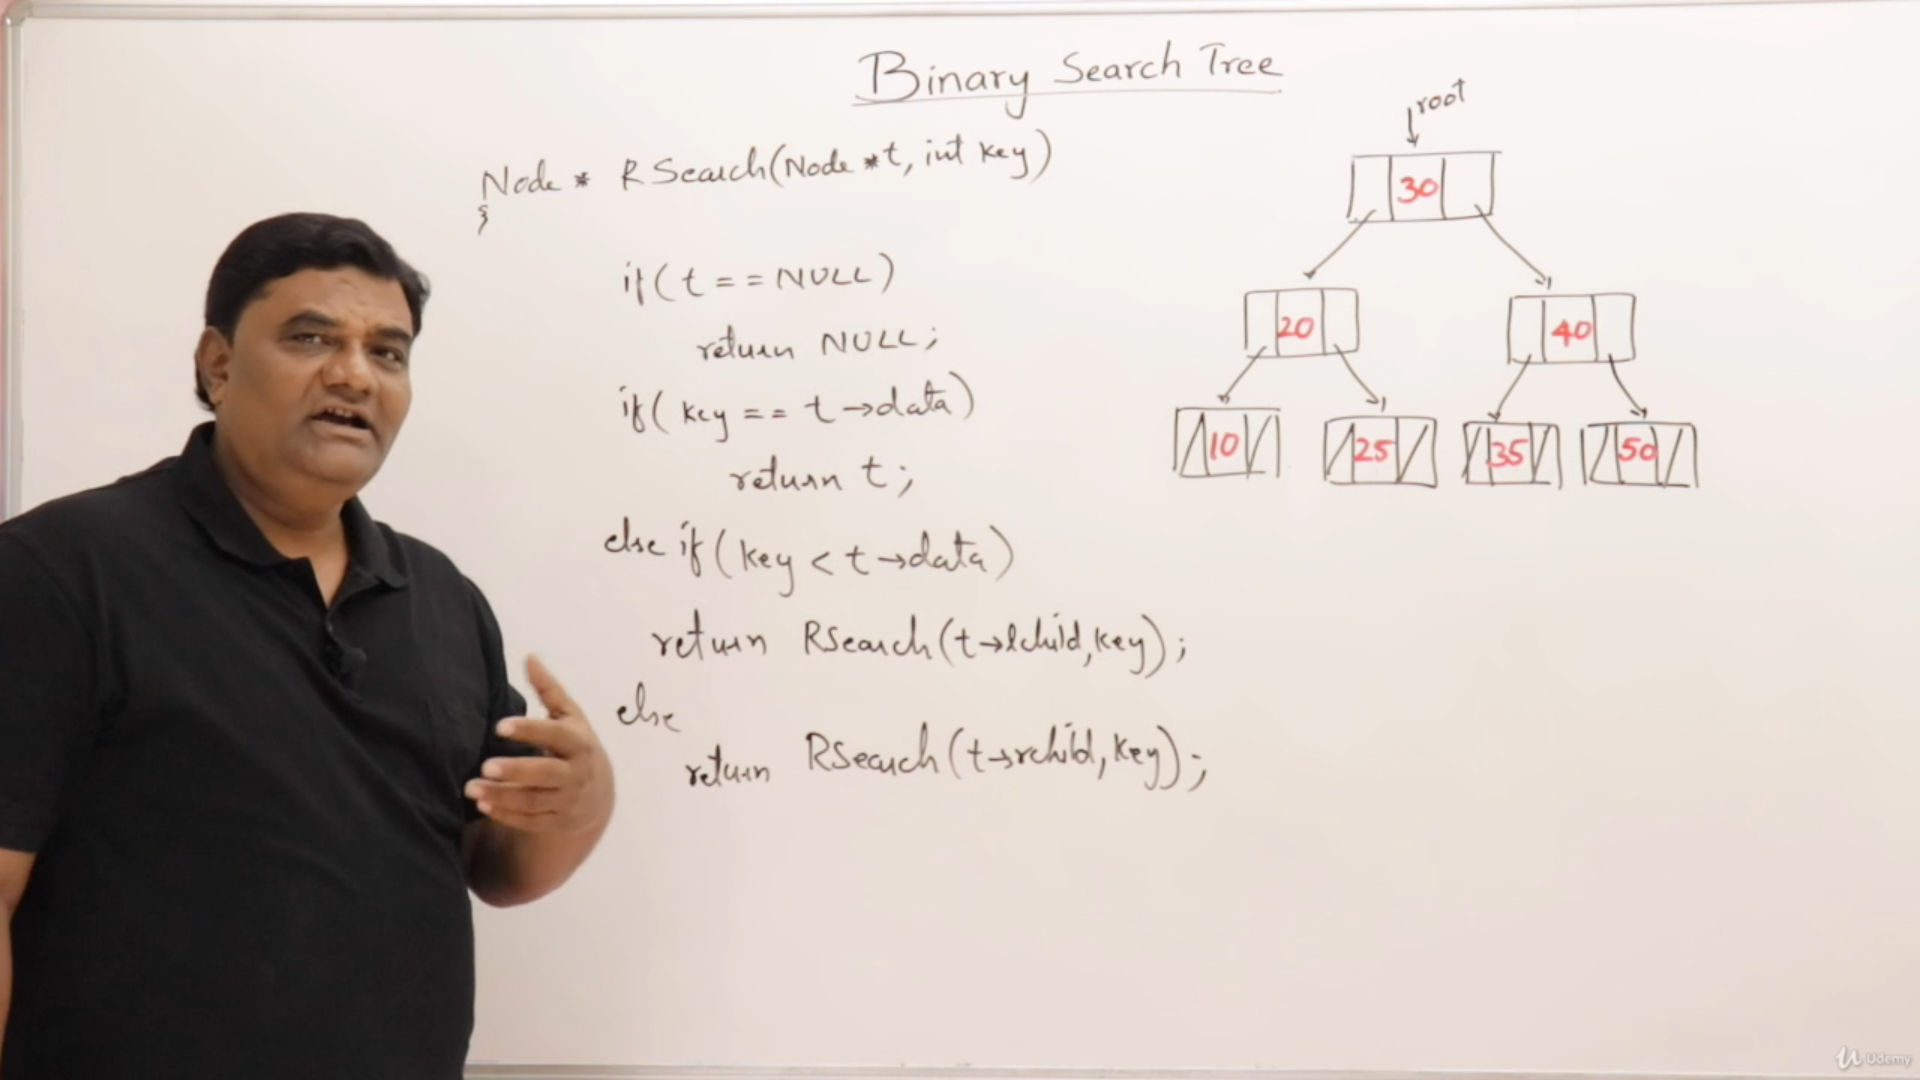 Binary Search Tree
Node * RSearch(Node *t, int key)
{
if(t == NULL)
return NULL;
if(key == t→data)
return t;
else if(key < t→data)
return RSearch(t→lchild,key);
else
return RSearch(t→rchild,key);
root
30
20 40
10 25 35 50
Udemy